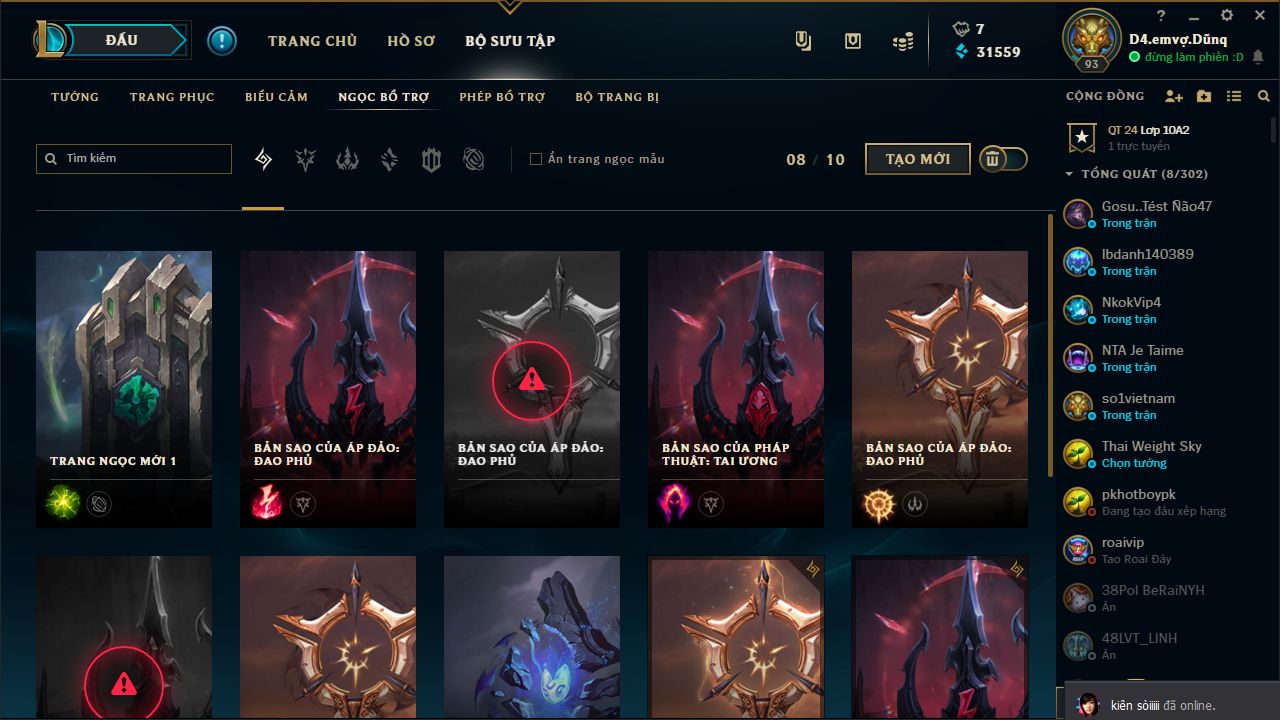 ĐẤU
TRANG CHỦ
HỒ SƠ
BỘ SƯU TẬP
7
31559
D4.emvợ.Dũnq
đừng làm phiền :D
93
TƯỚNG
TRANG PHỤC
BIỂU CẢM
NGỌC BỔ TRỢ
PHÉP BỔ TRỢ
BỘ TRANG BỊ
CỘNG ĐỒNG
Tìm kiếm
Ẩn trang ngọc mẫu
08 / 10
TẠO MỚI
QT 24 Lơp 10A2
1 trực tuyến
TỔNG QUÁT (8/302)
Gosu..Tést Ñão47
Trong trận
lbdanh140389
Trong trận
NkokVip4
Trong trận
NTA Je Taime
Trong trận
so1vietnam
Trong trận
Thai Weight Sky
Chọn tướng
pkhotboypk
Đang tạo đấu xếp hạng
roaivip
Tao Roai Đây
38Pol BeRaiNYH
Ẩn
48LVT_LINH
Ẩn
kiên sỏiiiii đã online.
TRANG NGỌC MỚI 1
BẢN SAO CỦA ÁP ĐẢO:
ĐAO PHỦ
BẢN SAO CỦA ÁP ĐẢO:
ĐAO PHỦ
BẢN SAO CỦA PHÁP
THUẬT: TAI ƯƠNG
BẢN SAO CỦA ÁP ĐẢO:
ĐAO PHỦ